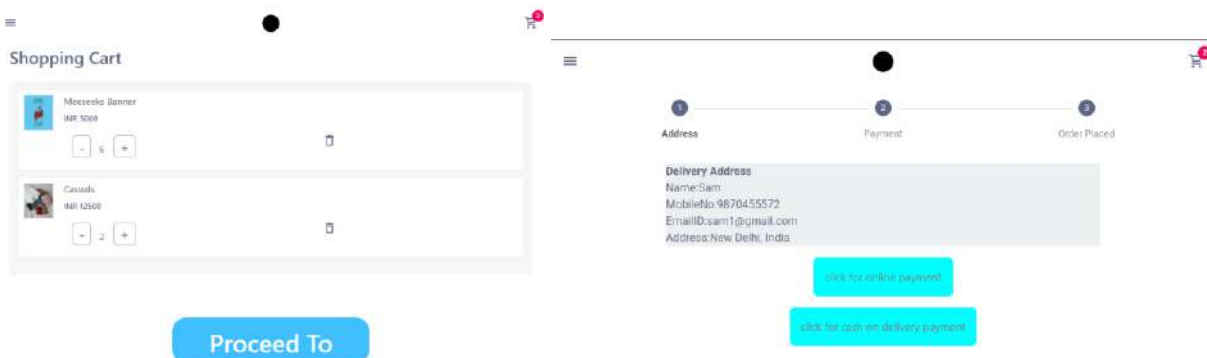 Shopping Cart
Meeseeks Banner
INR 5000
- 6 +
Casuals
INR 12500
- 2 +
Proceed To
2
1
2
3
Address
Payment
Order Placed
Delivery Address
Name:Sam
MobileNo:9870455572
EmailID:sam1@gmail.com
Address:New Delhi, India
click for online payment
click for cash on delivery payment